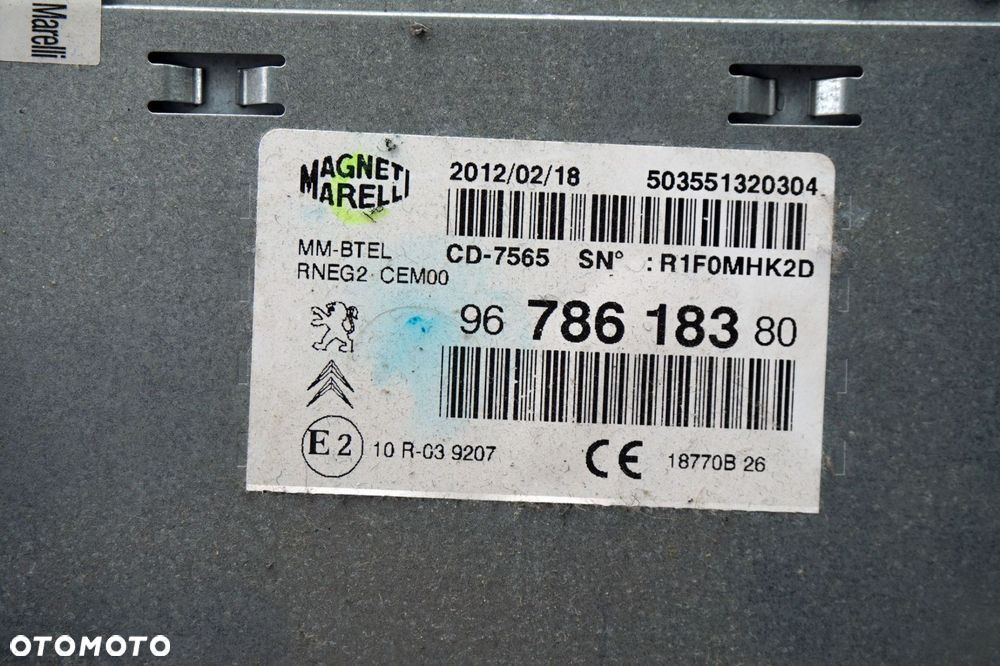 Marelli
MAGNETI
MARELLI
2012/02/18 503551320304
MM-BTEL
RNEG2 CEM00
CD-7565 SN° : R1F0MHK2D
96 786 183 80
E2
10 R-03 9207
CE
18770B 26
OTOMOTO